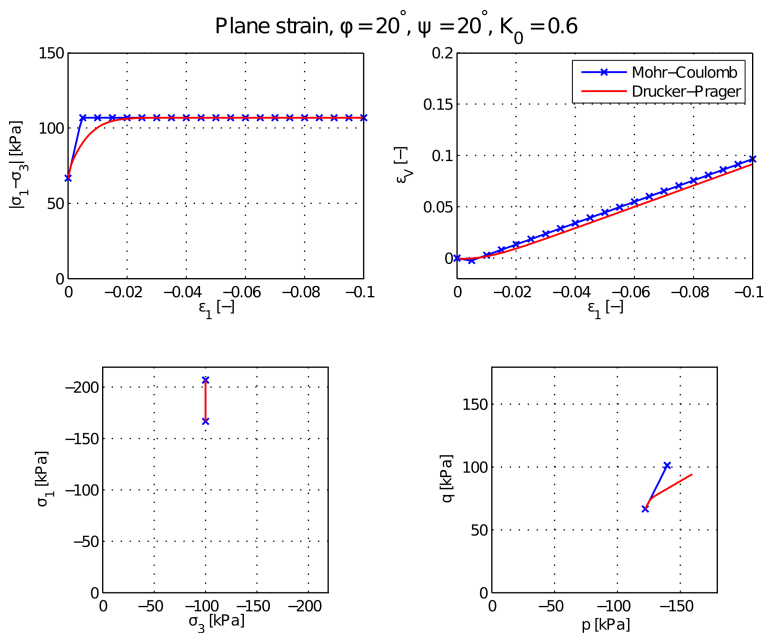 Plane strain, φ = 20°, ψ = 20°, K₀ = 0.6
150
100
50
0
|σ₁−σ₃| [kPa]
0 −0.02 −0.04 −0.06 −0.08 −0.1
ε₁ [−]
0.2
0.15
0.1
0.05
0
εᵥ [−]
Mohr−Coulomb
Drucker−Prager
0 −0.02 −0.04 −0.06 −0.08 −0.1
ε₁ [−]
−200
−150
−100
−50
0
σ₁ [kPa]
0 −50 −100 −150 −200
σ₃ [kPa]
150
100
50
0
q [kPa]
0 −50 −100 −150
p [kPa]